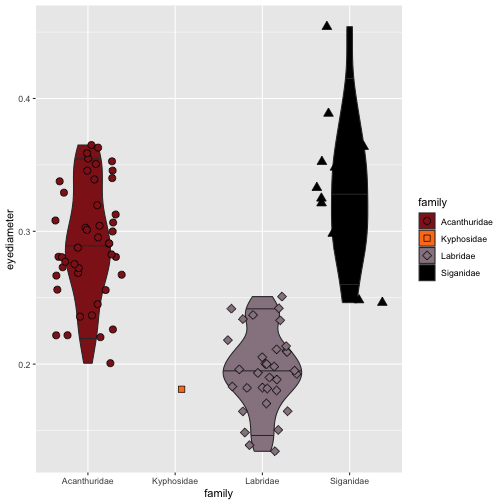 eyediameter
0.4
0.3
0.2
Acanthuridae Kyphosidae Labridae Siganidae
family
family
Acanthuridae
Kyphosidae
Labridae
Siganidae